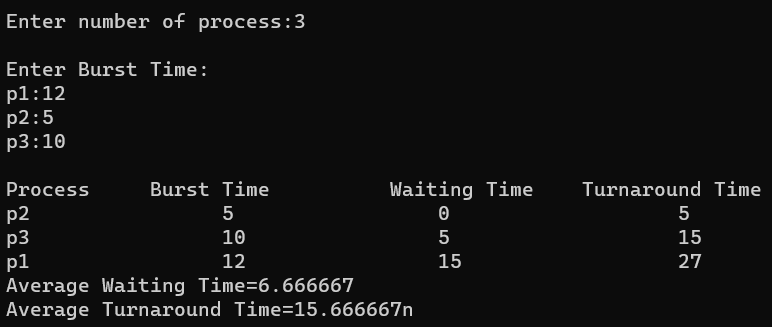 Enter number of process:3
Enter Burst Time:
p1:12
p2:5
p3:10
Process Burst Time Waiting Time Turnaround Time
p2 5 0 5
p3 10 5 15
p1 12 15 27
Average Waiting Time=6.666667
Average Turnaround Time=15.666667n